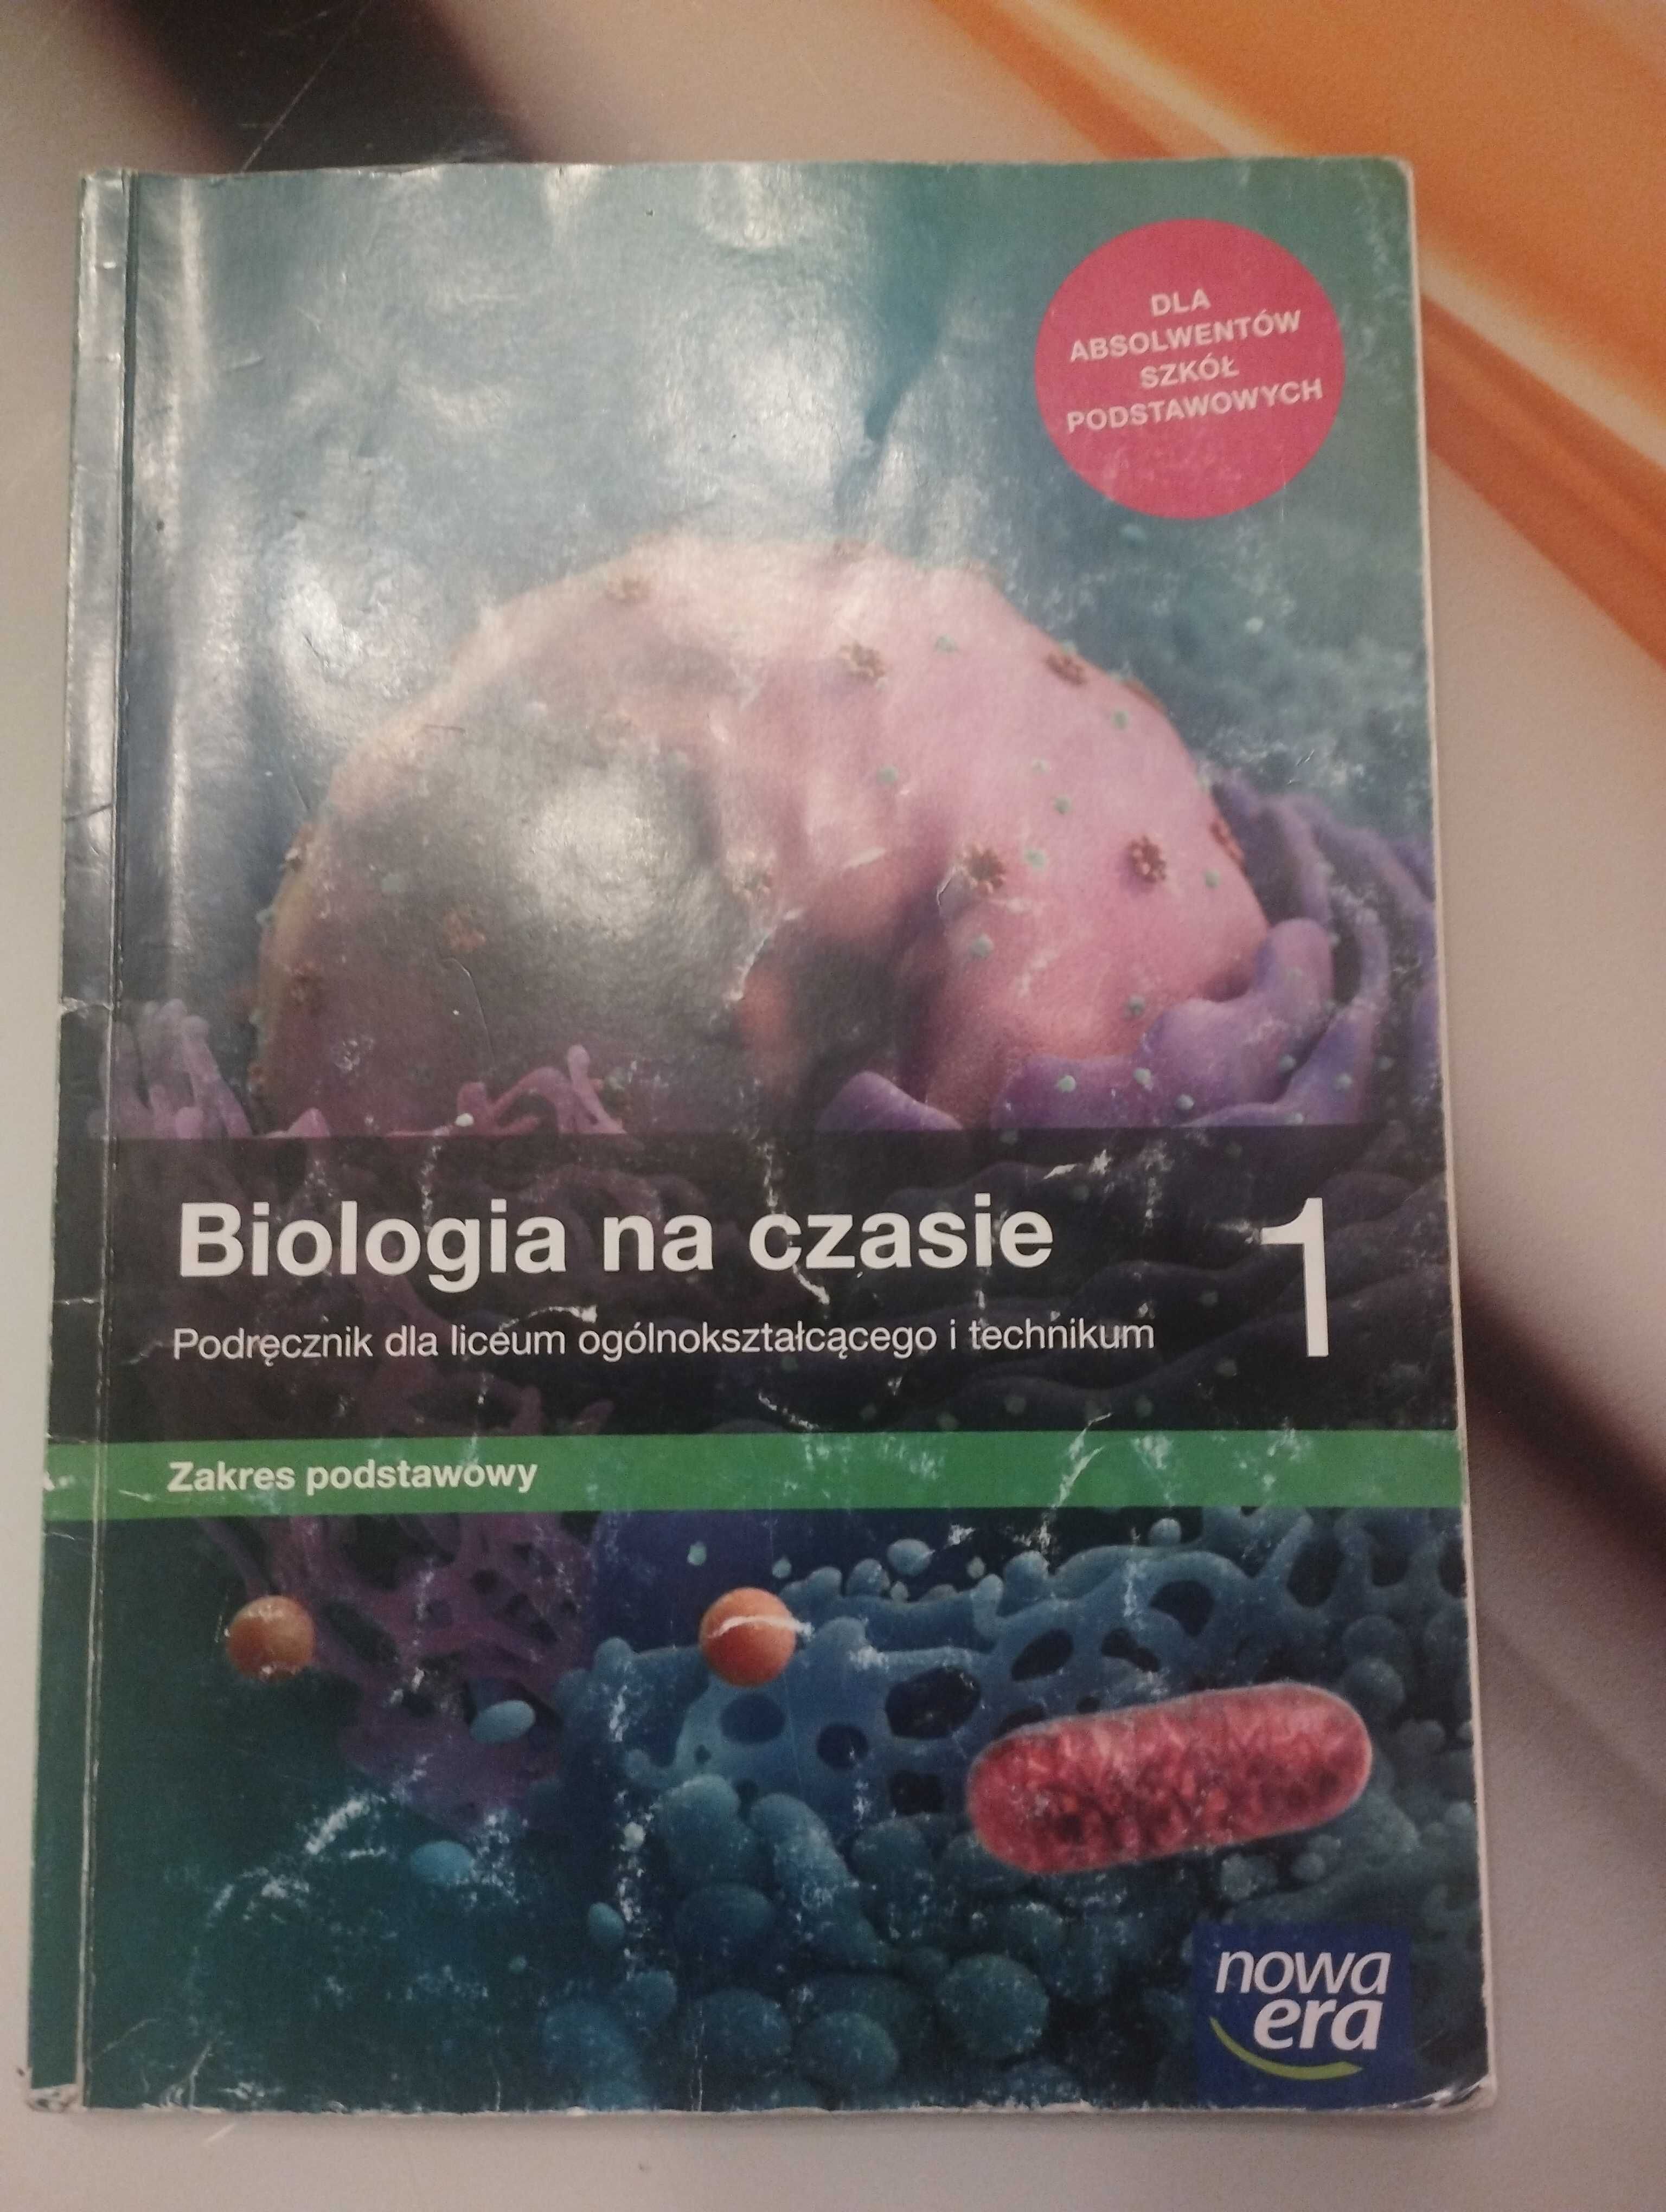 DLA
ABSOLWENTÓW
SZKÓŁ
PODSTAWOWYCH
Biologia na czasie 1
Podręcznik dla liceum ogólnokształcącego i technikum
Zakres podstawowy
nowa
era